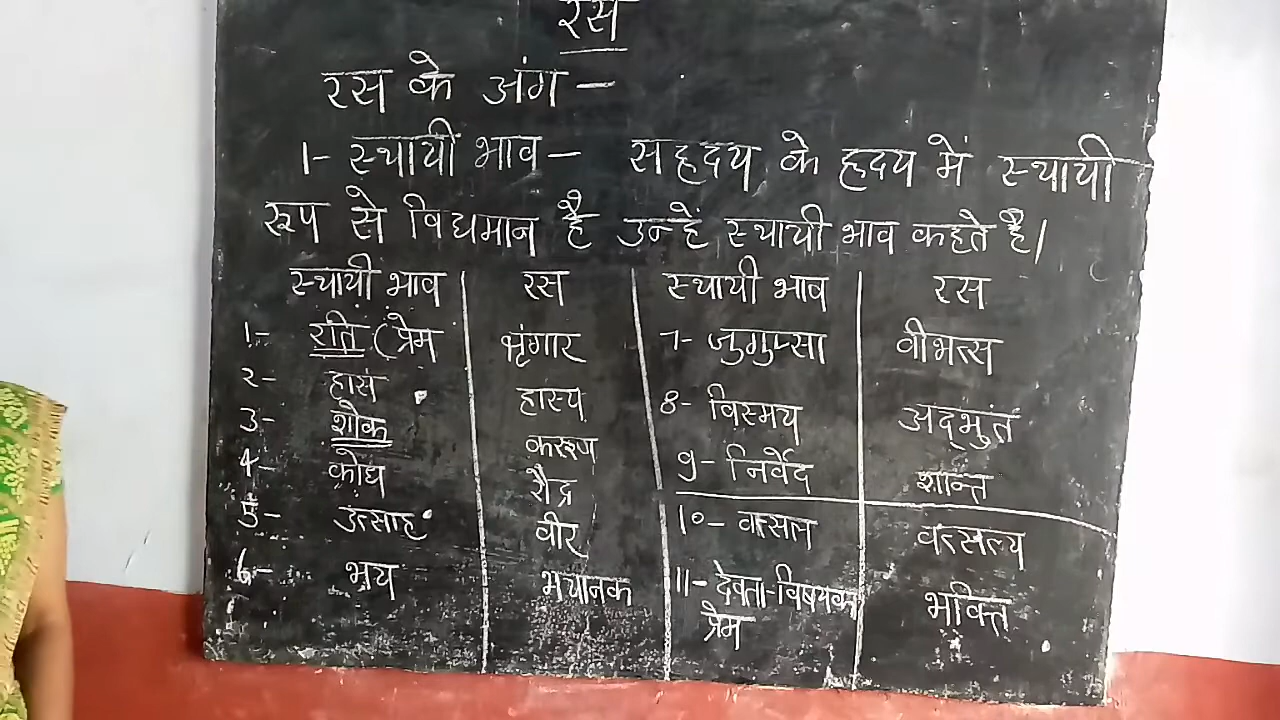 रस
रस के अंग –
1- स्थायी भाव – सहृदय के हृदय में स्थायी
रूप से विद्यमान है उन्हें स्थायी भाव कहते है।
स्थायी भाव रस स्थायी भाव रस
1- रति (प्रेम श्रृंगार 7- जुगुप्सा वीभत्स
२- हास हास्य 8- विस्मय अद्भुत
3- शोक करूण 9- निर्वेद शान्त
4- क्रोध रौद्र 10- वत्सल वत्सल्य
5- उत्साह वीर 11- देवता-विषयक भक्ति
6- भय भयानक प्रेम